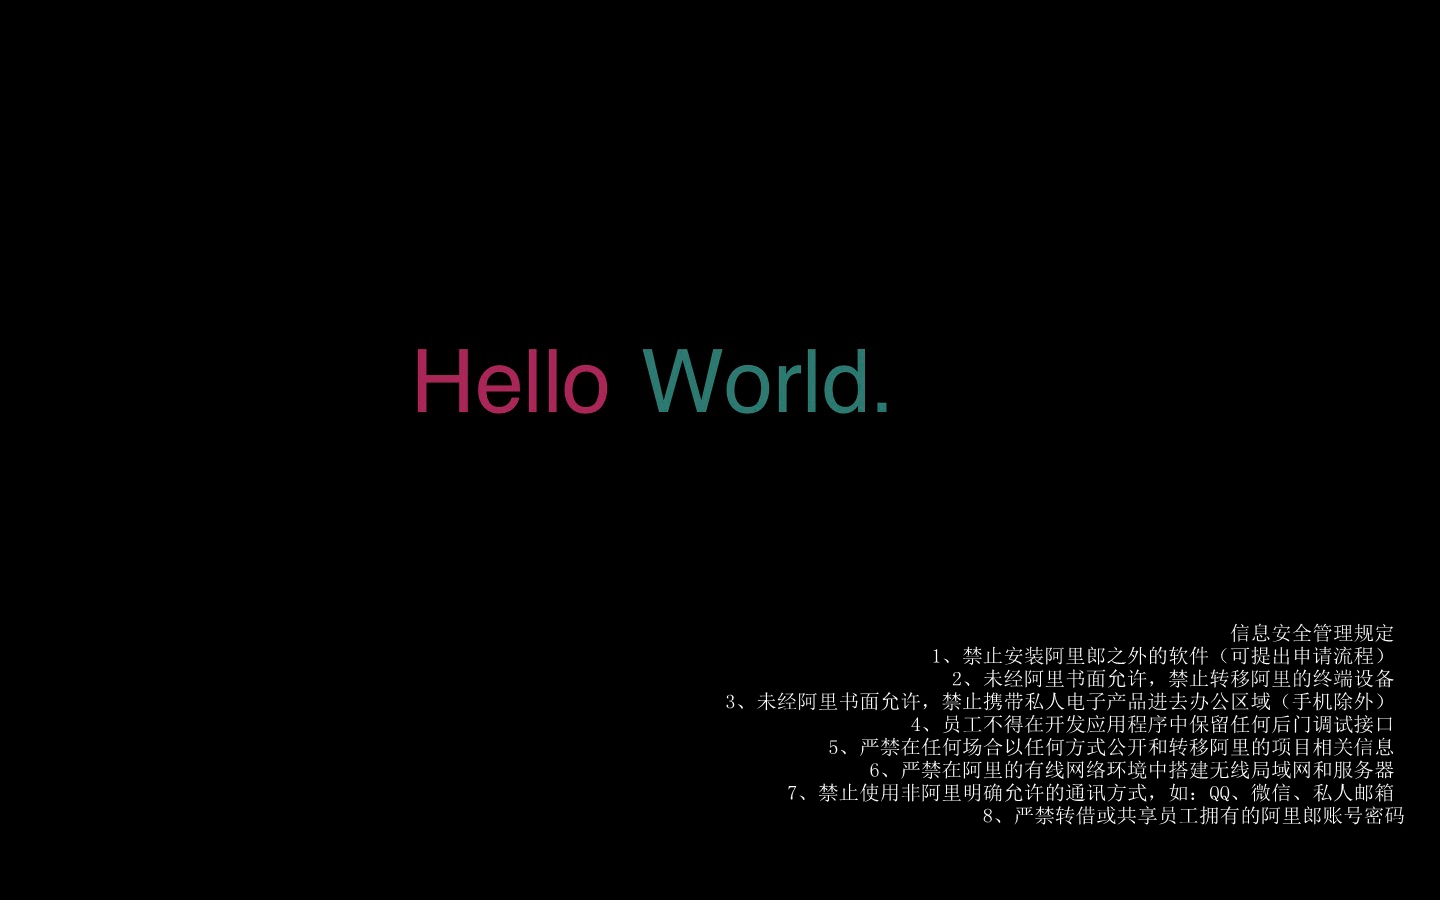 Hello World.
信息安全管理规定
1、禁止安装阿里郎之外的软件（可提出申请流程）
2、未经阿里书面允许，禁止转移阿里的终端设备
3、未经阿里书面允许，禁止携带私人电子产品进去办公区域（手机除外）
4、员工不得在开发应用程序中保留任何后门调试接口
5、严禁在任何场合以任何方式公开和转移阿里的项目相关信息
6、严禁在阿里的有线网络环境中搭建无线局域网和服务器
7、禁止使用非阿里明确允许的通讯方式，如：QQ、微信、私人邮箱
8、严禁转借或共享员工拥有的阿里郎账号密码